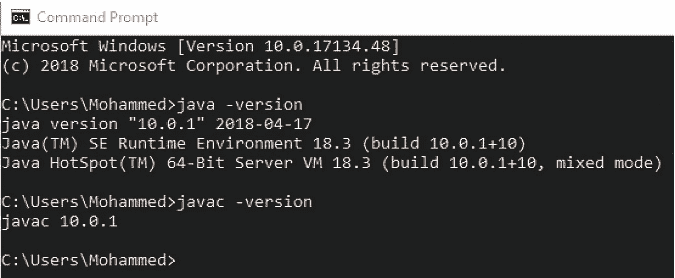 Command Prompt
Microsoft Windows [Version 10.0.17134.48]
(c) 2018 Microsoft Corporation. All rights reserved.
C:\Users\Mohammed>java -version
java version "10.0.1" 2018-04-17
Java(TM) SE Runtime Environment 18.3 (build 10.0.1+10)
Java HotSpot(TM) 64-Bit Server VM 18.3 (build 10.0.1+10, mixed mode)
C:\Users\Mohammed>javac -version
javac 10.0.1
C:\Users\Mohammed>